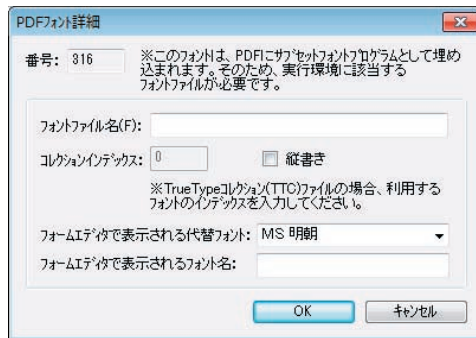 PDFフォント詳細
番号: 316
※このフォントは、PDFにサブセットフォントプログラムとして埋め
込まれます。そのため、実行環境に該当する
フォントファイルが必要です。
フォントファイル名(F):
コレクションインデックス: 0 縦書き
※TrueTypeコレクション(TTC)ファイルの場合、利用する
フォントのインデックスを入力してください。
フォームエディタで表示される代替フォント: MS 明朝
フォームエディタで表示されるフォント名:
OK キャンセル